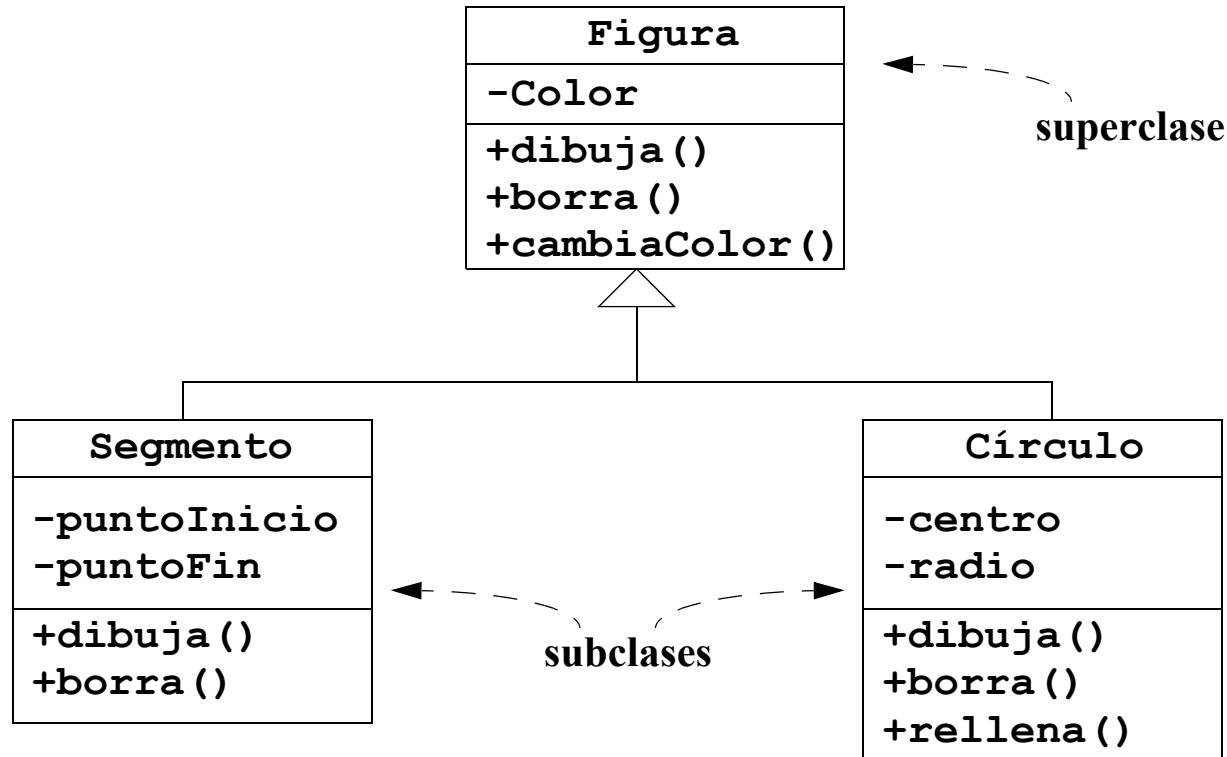 Figura
-Color
+dibuja()
+borra()
+cambiaColor()
superclase
Segmento
-puntoInicio
-puntoFin
+dibuja()
+borra()
subclases
Círculo
-centro
-radio
+dibuja()
+borra()
+rellena()